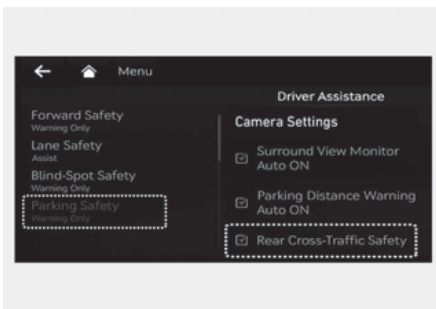 Menu
Driver Assistance
Forward Safety
Warning Only
Lane Safety
Assist
Blind-Spot Safety
Warning Only
Parking Safety
Warning Only
Camera Settings
Surround View Monitor
Auto ON
Parking Distance Warning
Auto ON
Rear Cross-Traffic Safety